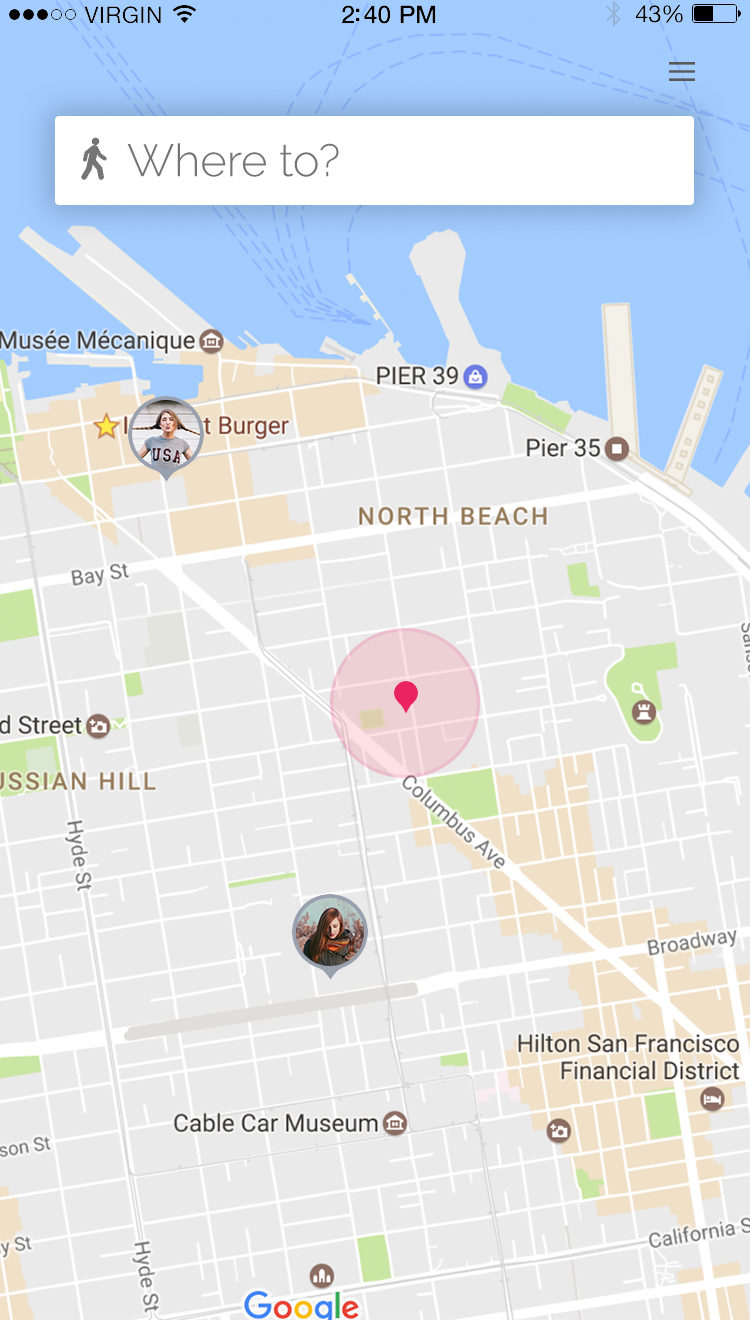 VIRGIN 2:40 PM 43%
Where to?
Musée Mécanique
PIER 39
t Burger
Pier 35
NORTH BEACH
Bay St
d Street
USSIAN HILL
Columbus Ave
Hyde St
Broadway
Hilton San Francisco
Financial District
Cable Car Museum
son St
California S
y St
Hyde St
Google
USA